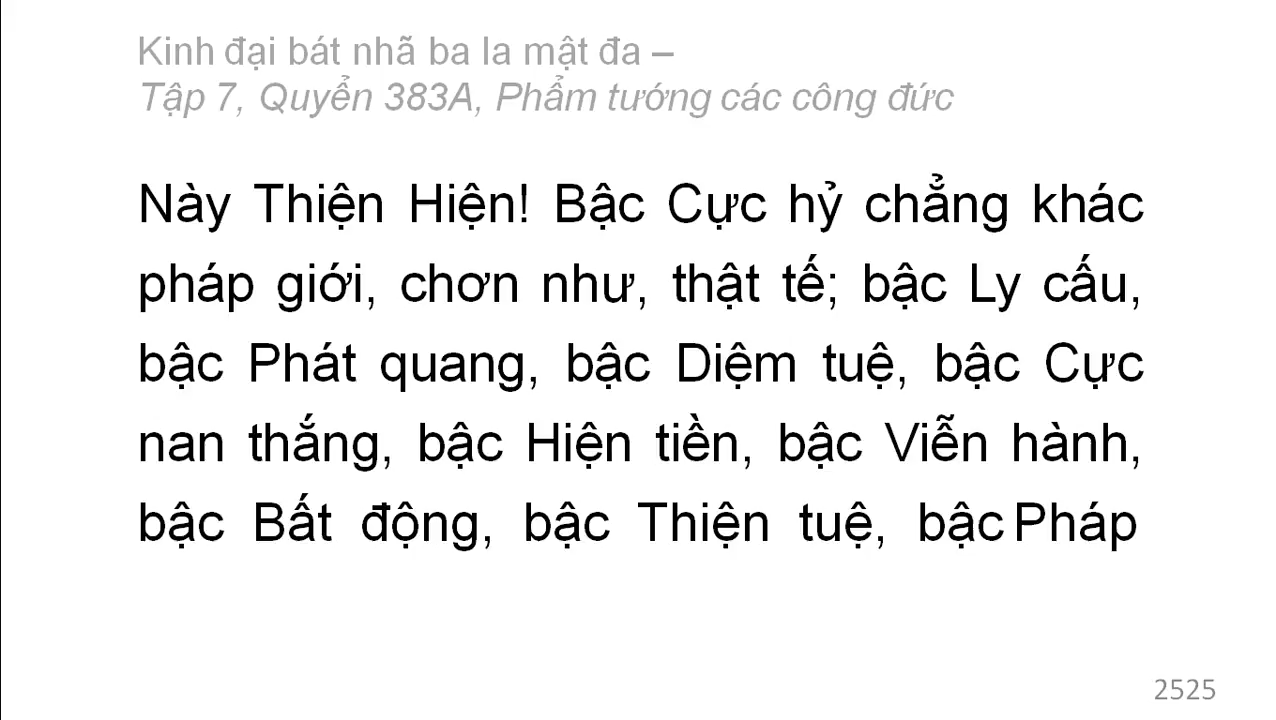 Kinh đại bát nhã ba la mật đa –
Tập 7, Quyển 383A, Phẩm tướng các công đức
Này Thiện Hiện! Bậc Cực hỷ chẳng khác
pháp giới, chơn như, thật tế; bậc Ly cấu,
bậc Phát quang, bậc Diệm tuệ, bậc Cực
nan thắng, bậc Hiện tiền, bậc Viễn hành,
bậc Bất động, bậc Thiện tuệ, bậc Pháp
2525